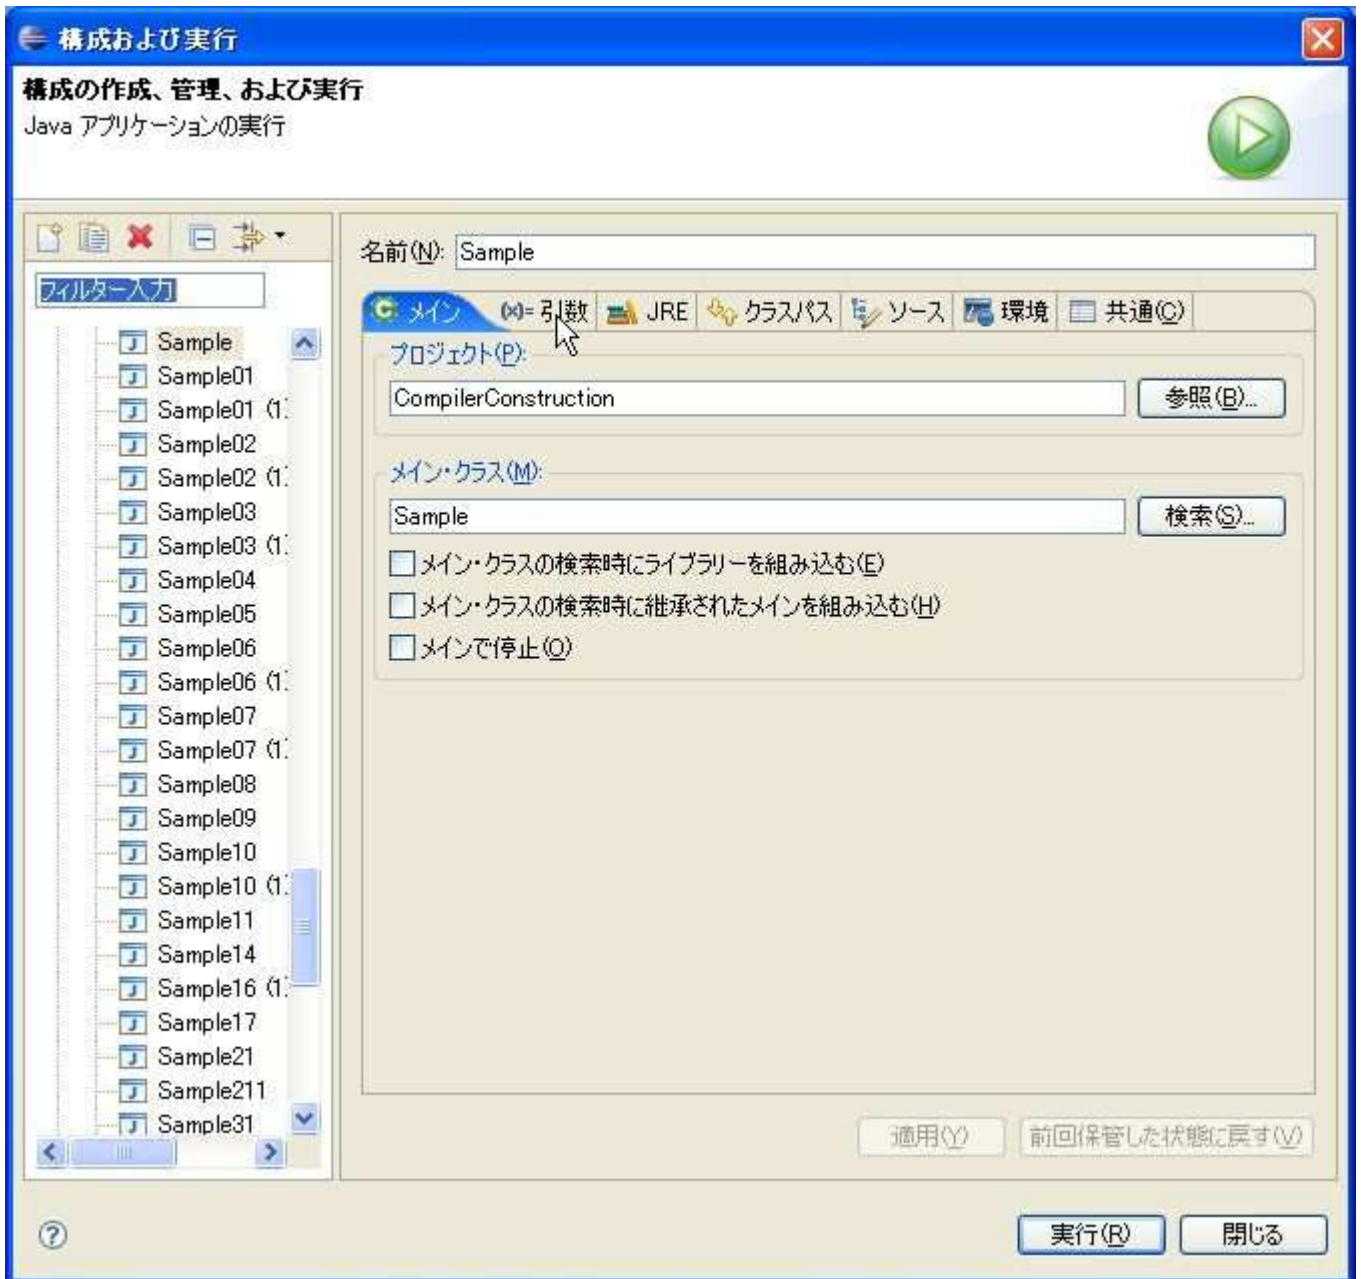 構成および実行
構成の作成、管理、および実行
Java アプリケーションの実行
フィルター入力
Sample
Sample01
Sample01 (1)
Sample02
Sample02 (1)
Sample03
Sample03 (1)
Sample04
Sample05
Sample06
Sample06 (1)
Sample07
Sample07 (1)
Sample08
Sample09
Sample10
Sample10 (1)
Sample11
Sample14
Sample16 (1)
Sample17
Sample21
Sample211
Sample31
名前(N): Sample
メイン (x)= 引数 JRE クラスパス ソース 環境 共通(C)
プロジェクト(P):
CompilerConstruction 参照(B)...
メイン・クラス(M):
Sample 検索(S)...
メイン・クラスの検索時にライブラリーを組み込む(E)
メイン・クラスの検索時に継承されたメインを組み込む(H)
メインで停止(O)
適用(Y) 前回保管した状態に戻す(V)
実行(R) 閉じる